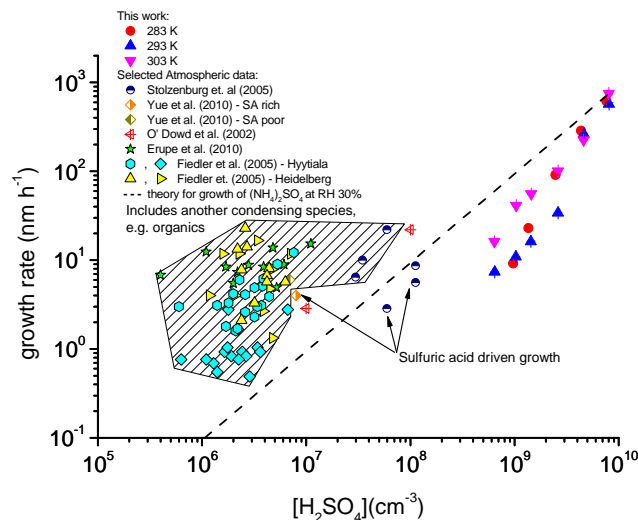 This work:
283 K
293 K
303 K
Selected Atmospheric data:
Stolzenburg et. al (2005)
Yue et al. (2010) - SA rich
Yue et al. (2010) - SA poor
O' Dowd et al. (2002)
Erupe et al. (2010)
, Fiedler et al. (2005) - Hyytiala
, Fiedler et. (2005) - Heidelberg
theory for growth of (NH₄)₂SO₄ at RH 30%
Includes another condensing species,
e.g. organics
Sulfuric acid driven growth
growth rate (nm h⁻¹)
10³
10²
10¹
10⁰
10⁻¹
10⁵ 10⁶ 10⁷ 10⁸ 10⁹ 10¹⁰
[H₂SO₄](cm⁻³)